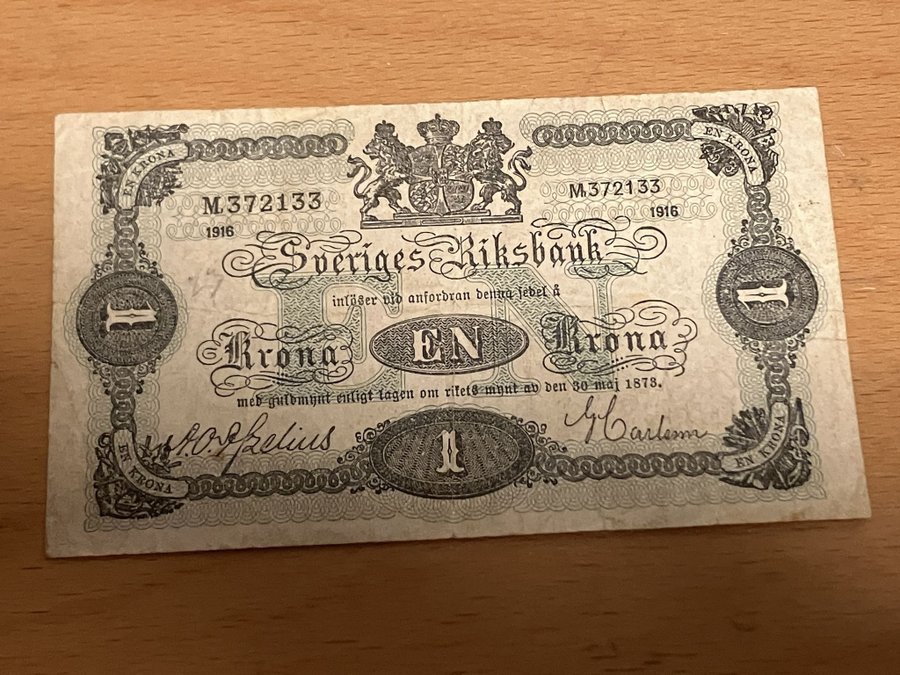 EN KRONA
EN KRONA
M.372133
M.372133
1916
1916
Sveriges Riksbank
inlöser vid anfordran denna sedel å
1
1
Krona EN Krona
med guldmynt enligt lagen om rikets mynt av den 30 maj 1873.
1
EN KRONA
EN KRONA